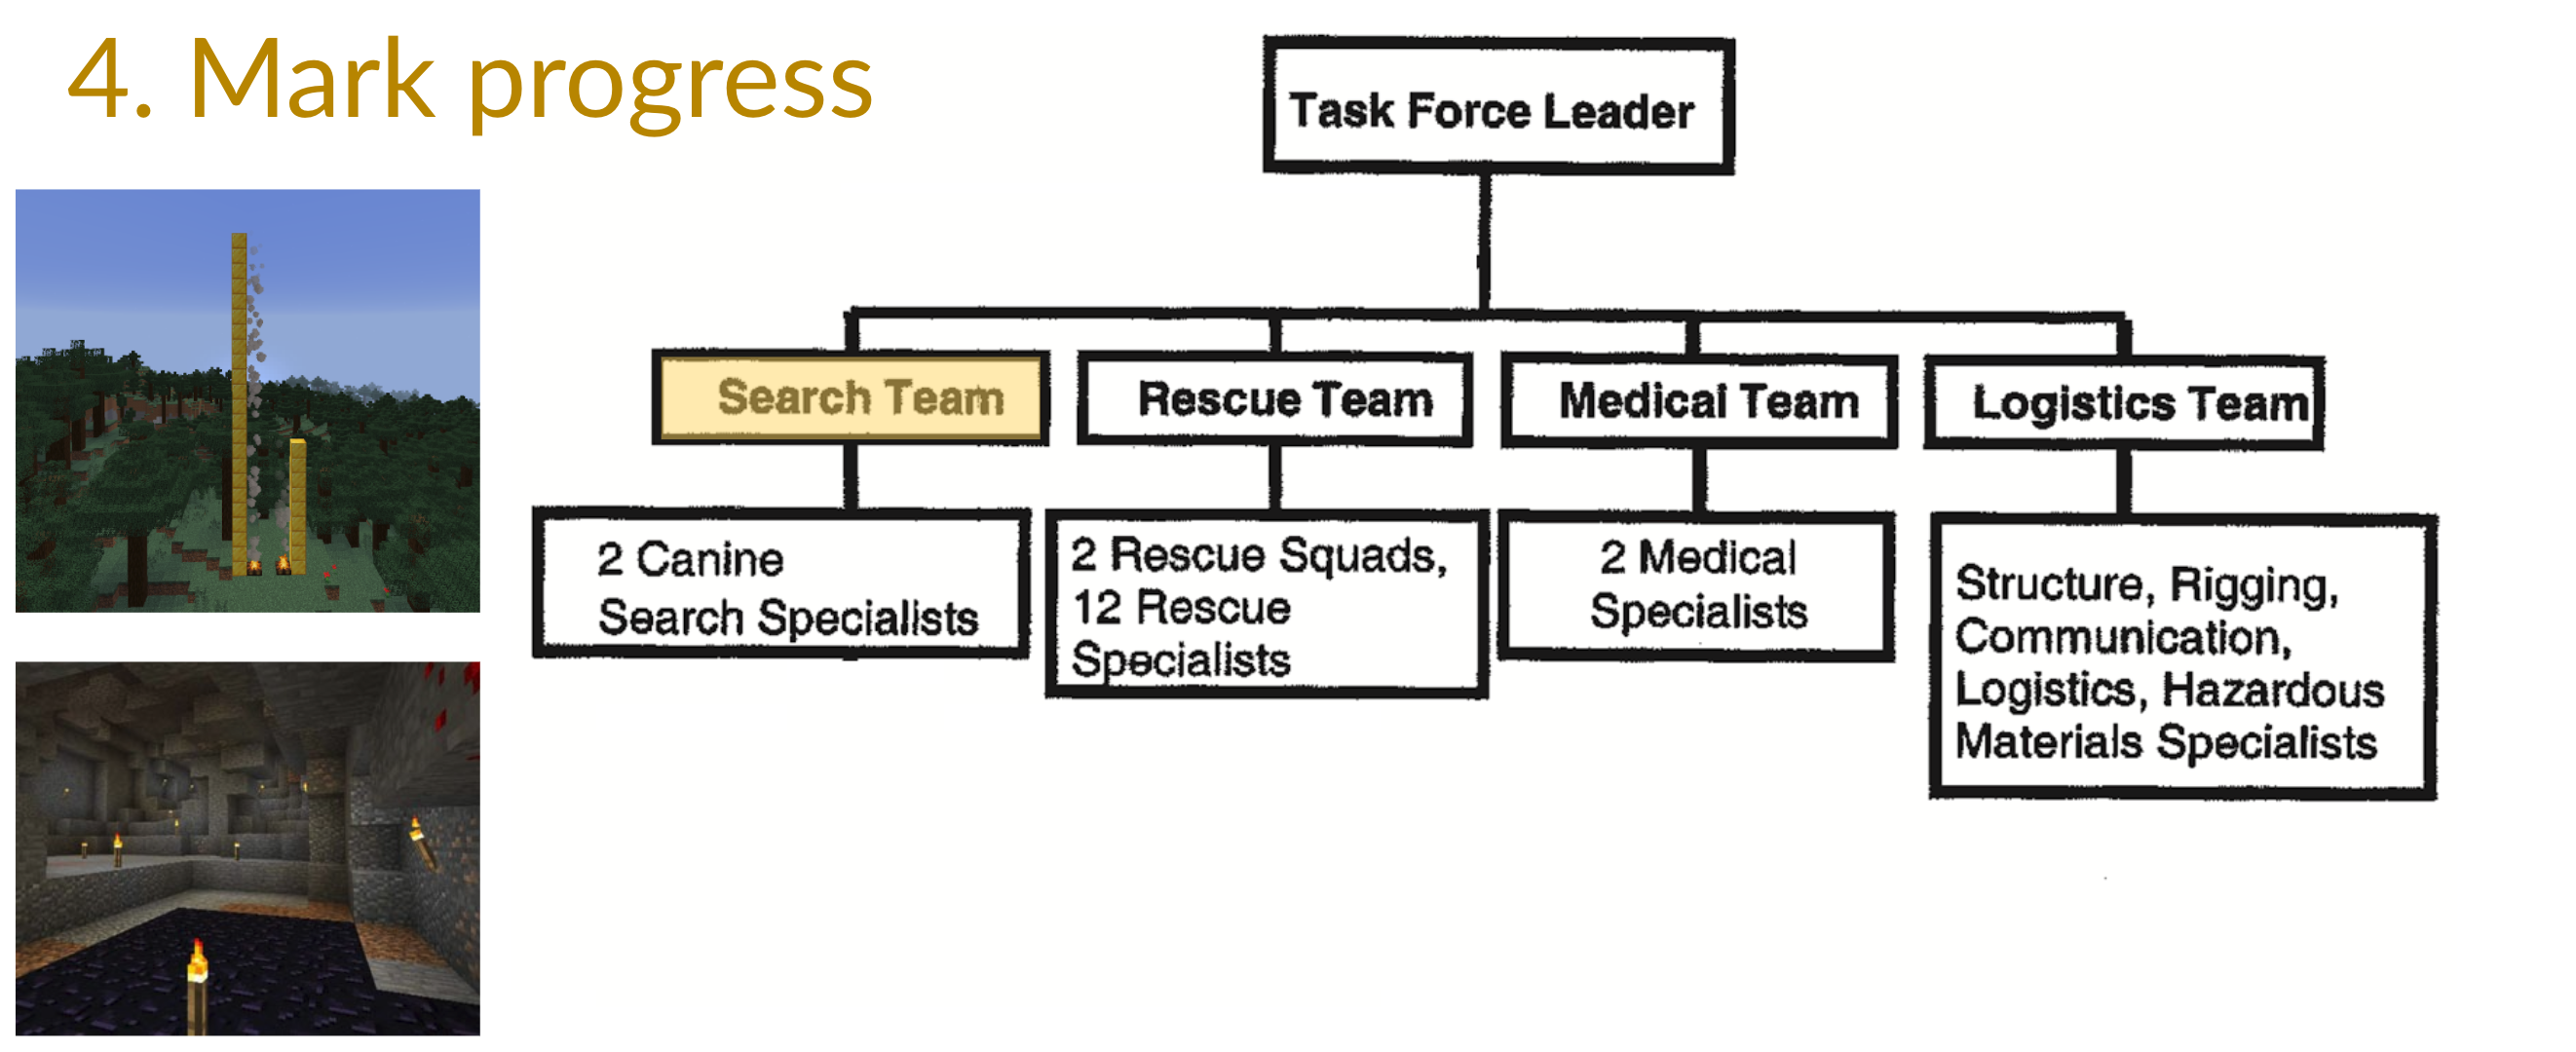 4. Mark progress
Task Force Leader
Search Team
Rescue Team
Medical Team
Logistics Team
2 Canine
Search Specialists
2 Rescue Squads,
12 Rescue
Specialists
2 Medical
Specialists
Structure, Rigging,
Communication,
Logistics, Hazardous
Materials Specialists